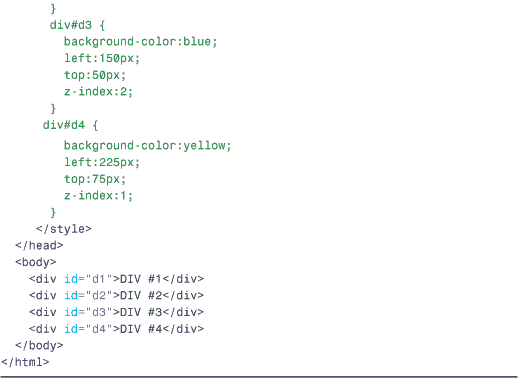 }
div#d3 {
background-color:blue;
left:150px;
top:50px;
z-index:2;
}
div#d4 {
background-color:yellow;
left:225px;
top:75px;
z-index:1;
}
</style>
</head>
<body>
<div id="d1">DIV #1</div>
<div id="d2">DIV #2</div>
<div id="d3">DIV #3</div>
<div id="d4">DIV #4</div>
</body>
</html>